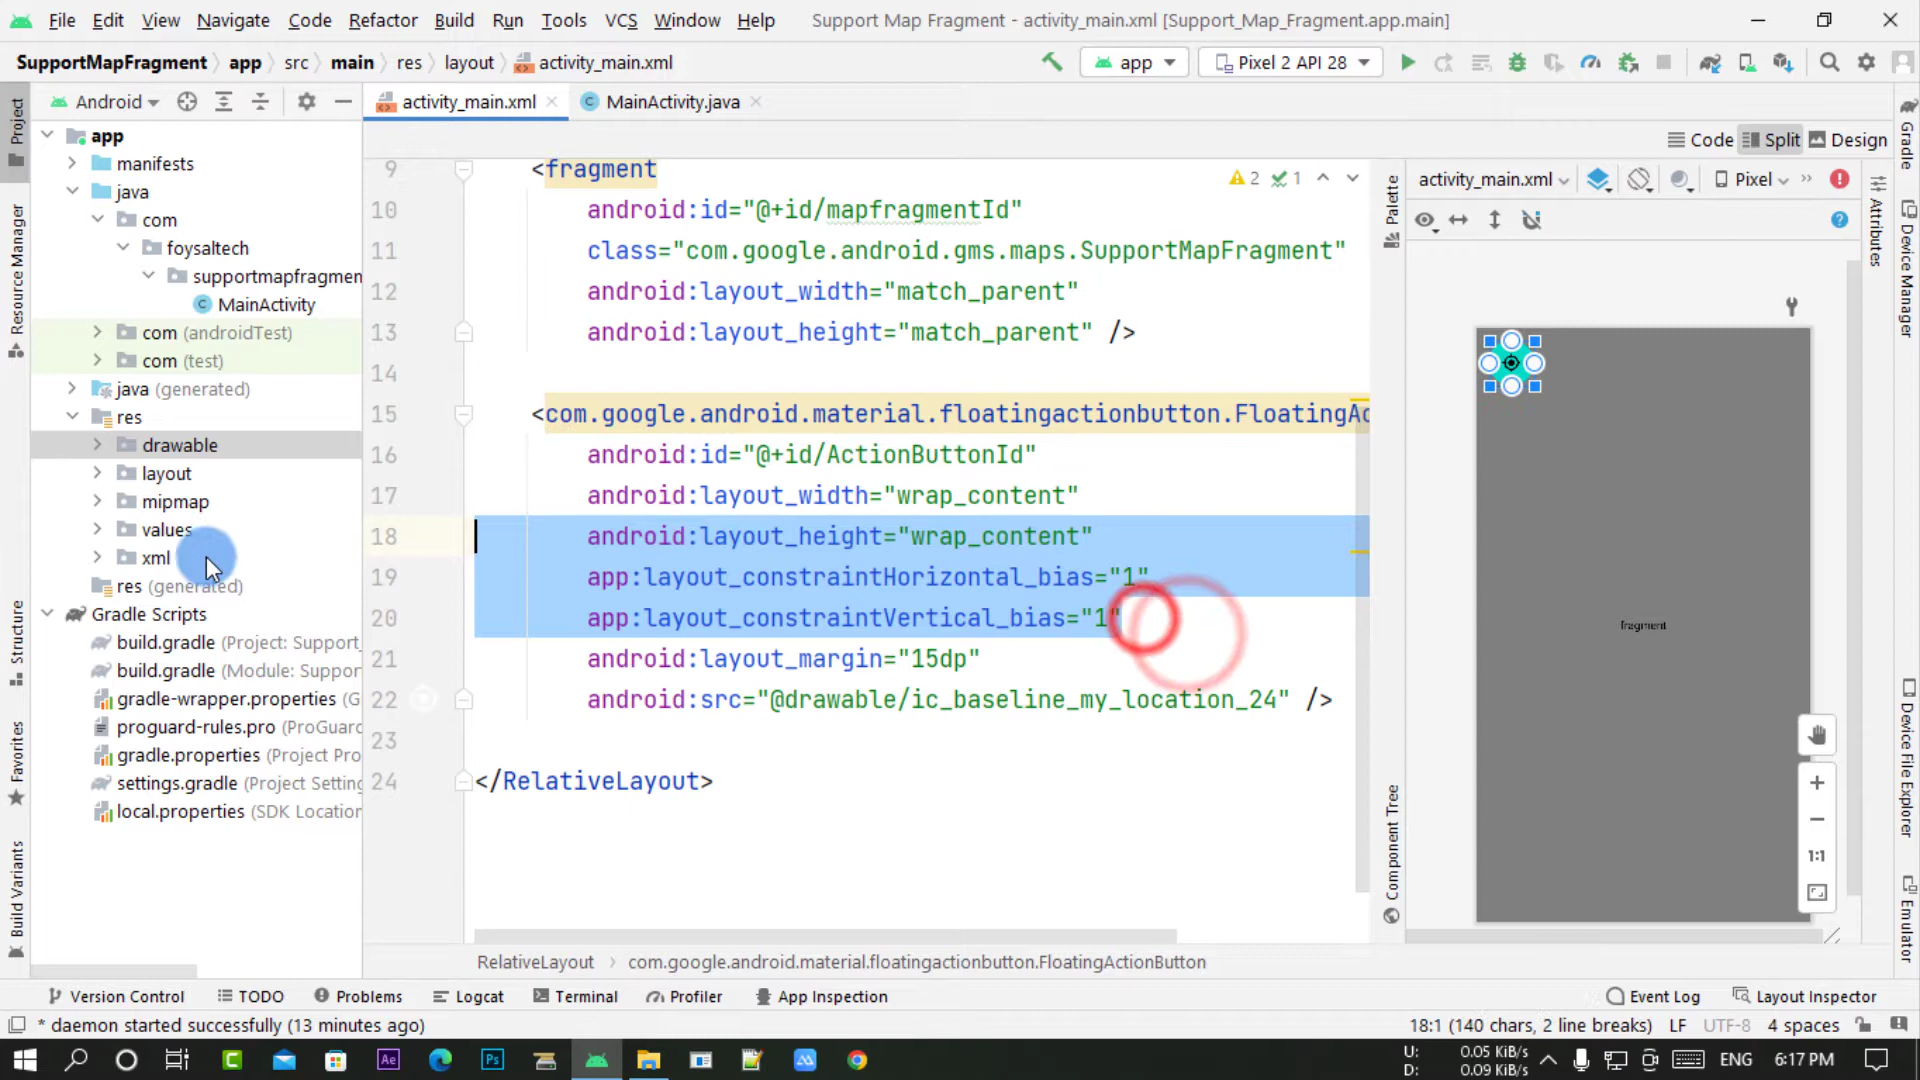 File Edit View Navigate Code Refactor Build Run Tools VCS Window Help Support Map Fragment - activity_main.xml [Support_Map_Fragment.app.main]
SupportMapFragment app src main res layout activity_main.xml app Pixel 2 API 28
Android activity_main.xml MainActivity.java
Code Split Design
Project
Resource Manager
Structure
Favorites
Build Variants
app
manifests
java
com
foysaltech
supportmapfragmen
MainActivity
com (androidTest)
com (test)
java (generated)
res
drawable
layout
mipmap
values
xml
res (generated)
Gradle Scripts
build.gradle (Project: Support_
build.gradle (Module: Suppor
gradle-wrapper.properties (G
proguard-rules.pro (ProGuarc
gradle.properties (Project Pro
settings.gradle (Project Setting
local.properties (SDK Location
9 <fragment
2 1
10 android:id="@+id/mapfragmentId"
11 class="com.google.android.gms.maps.SupportMapFragment"
12 android:layout_width="match_parent"
13 android:layout_height="match_parent" />
14
15 <com.google.android.material.floatingactionbutton.FloatingAc
16 android:id="@+id/ActionButtonId"
17 android:layout_width="wrap_content"
18 android:layout_height="wrap_content"
19 app:layout_constraintHorizontal_bias="1"
20 app:layout_constraintVertical_bias="1"
21 android:layout_margin="15dp"
22 android:src="@drawable/ic_baseline_my_location_24" />
23
24 </RelativeLayout>
Palette
Component Tree
activity_main.xml Pixel
fragment
1:1
Attributes
Gradle
Device Manager
Device File Explorer
Emulator
RelativeLayout com.google.android.material.floatingactionbutton.FloatingActionButton
Version Control TODO Problems Logcat Terminal Profiler App Inspection Event Log Layout Inspector
* daemon started successfully (13 minutes ago) 18:1 (140 chars, 2 line breaks) LF UTF-8 4 spaces
Ae Ps
U: 0.05 KiB/s
D: 0.09 KiB/s
ENG 6:17 PM